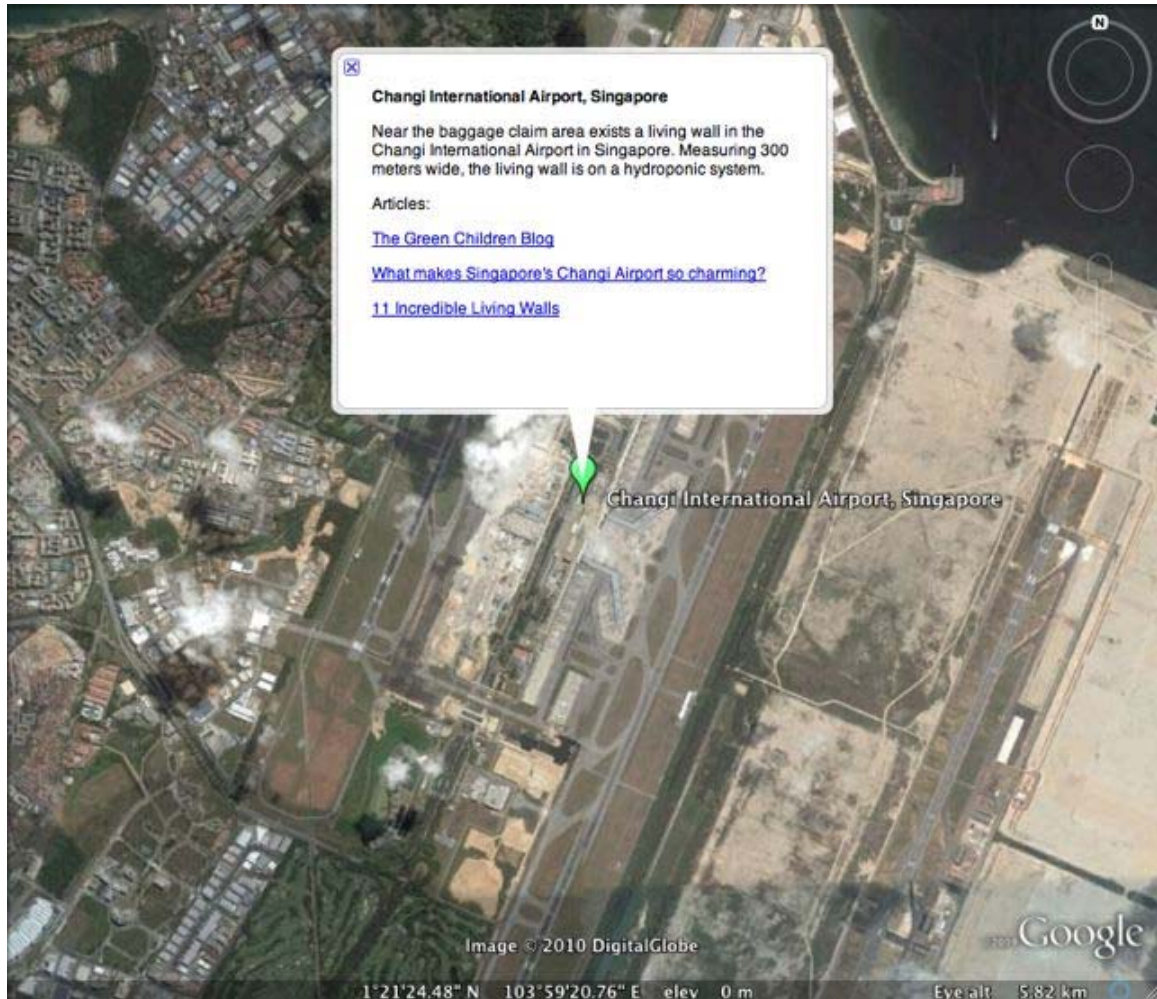 N
Changi International Airport, Singapore
Near the baggage claim area exists a living wall in the
Changi International Airport in Singapore. Measuring 300
meters wide, the living wall is on a hydroponic system.
Articles:
The Green Children Blog
What makes Singapore's Changi Airport so charming?
11 Incredible Living Walls
Changi International Airport, Singapore
Image © 2010 DigitalGlobe
Google
1°21'24.48" N 103°59'20.76" E elev 0 m Eye alt 5.82 km